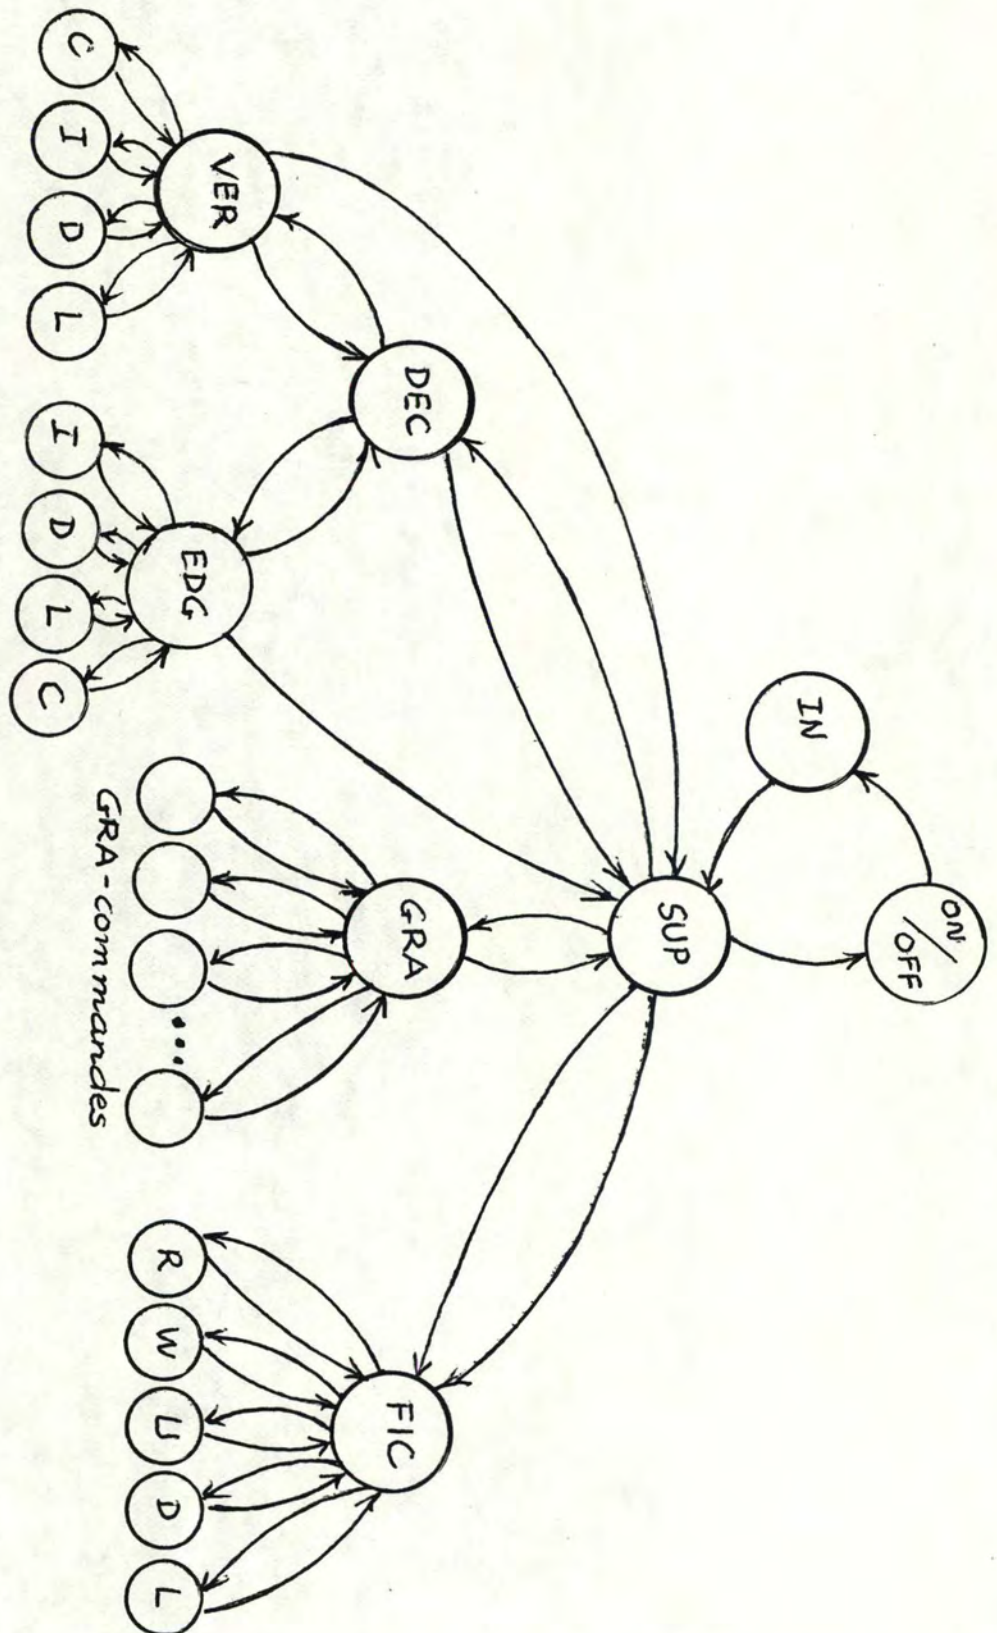 ON/
OFF
IN
SUP
DEC
GRA
FIC
VER
EDG
C I D L
I D L C
R W U D L
GRA-commandes